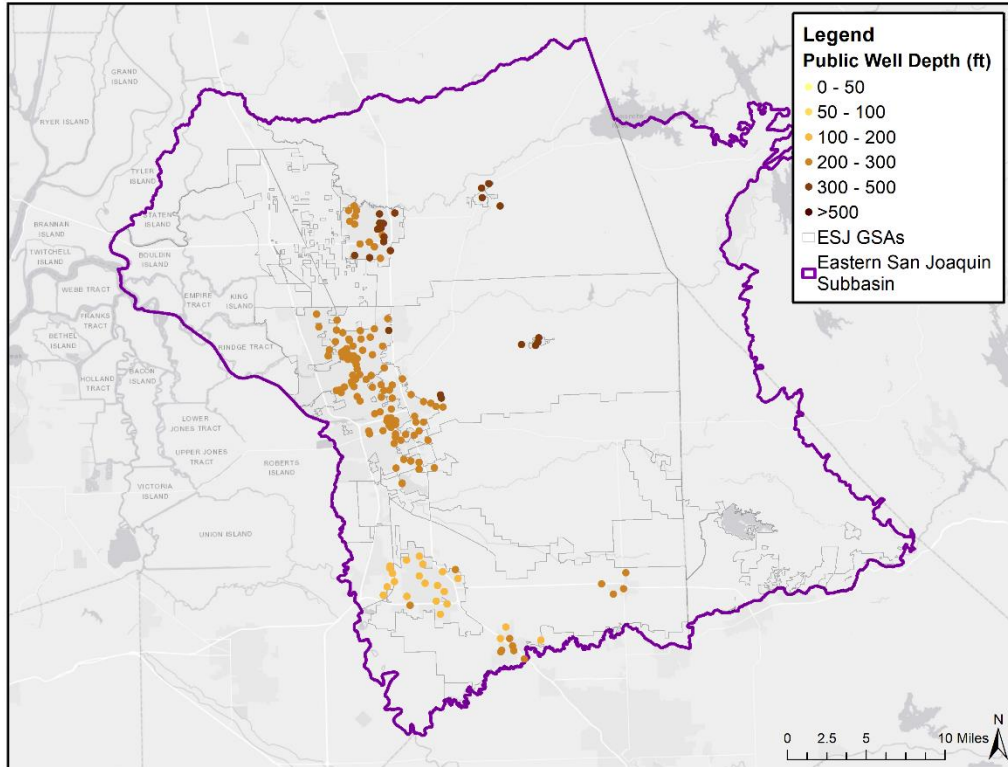 Legend
Public Well Depth (ft)
0 - 50
50 - 100
100 - 200
200 - 300
300 - 500
>500
ESJ GSAs
Eastern San Joaquin
Subbasin
GRAND
ISLAND
RYER ISLAND
TYLER
ISLAND
BRANNAN
ISLAND
STATEN
ISLAND
TWITCHELL
ISLAND
BOULDIN
ISLAND
WEBB TRACT
EMPIRE
TRACT
KING
ISLAND
FRANKS
TRACT
BETHEL
ISLAND
RINDGE TRACT
HOLLAND
TRACT
BACON
ISLAND
LOWER
JONES TRACT
UPPER JONES
TRACT
ROBERTS
ISLAND
VICTORIA
ISLAND
UNION ISLAND
N
0 2.5 5 10 Miles